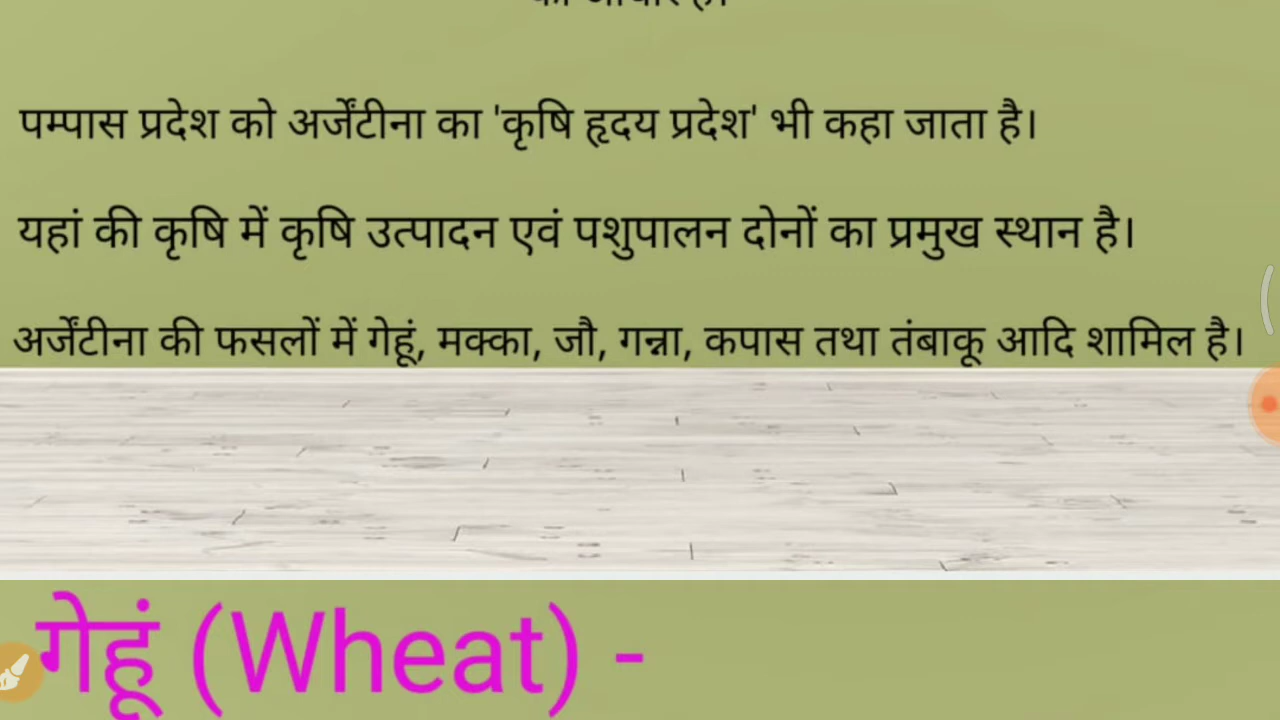 पम्पास प्रदेश को अर्जेंटीना का 'कृषि हृदय प्रदेश' भी कहा जाता है।
यहां की कृषि में कृषि उत्पादन एवं पशुपालन दोनों का प्रमुख स्थान है।
अर्जेंटीना की फसलों में गेहूं, मक्का, जौ, गन्ना, कपास तथा तंबाकू आदि शामिल है।
गेहूं (Wheat) -